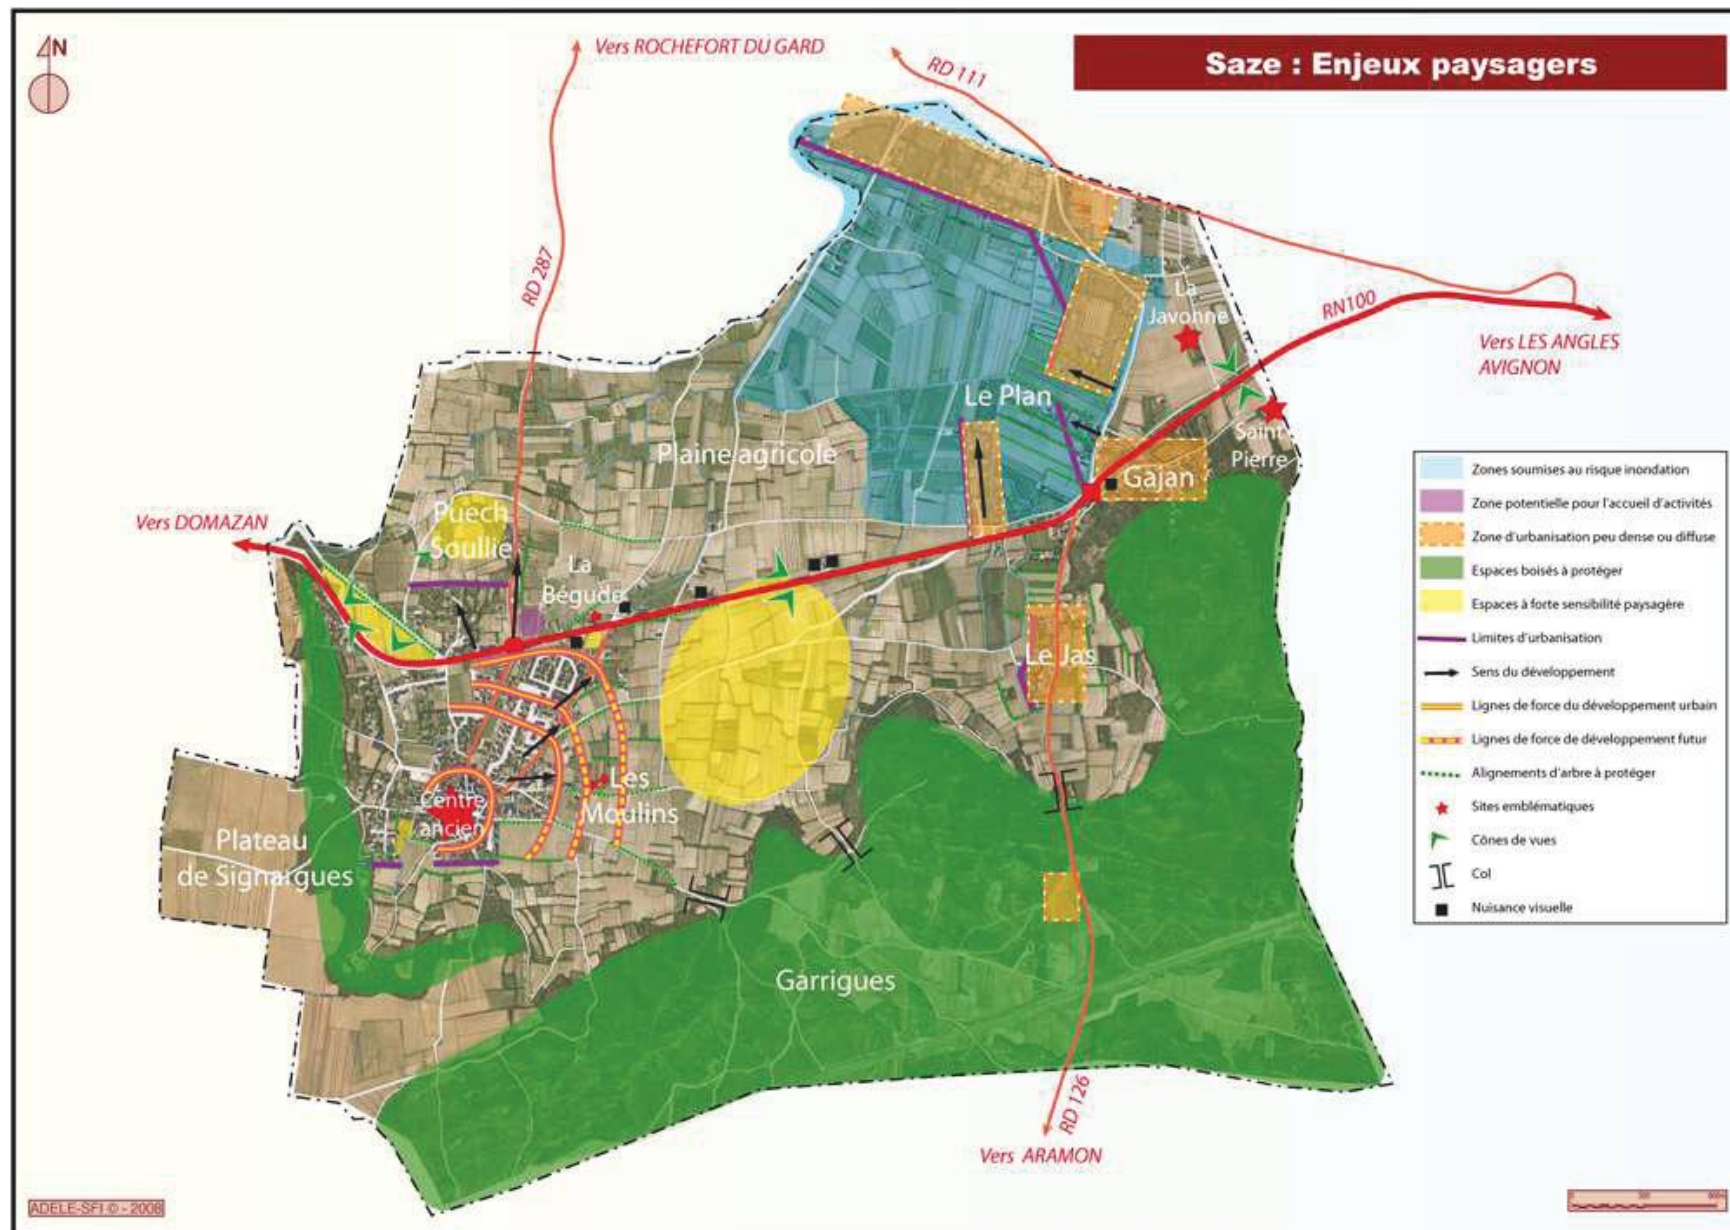 N
Vers ROCHEFORT DU GARD
RD 111
Saze : Enjeux paysagers
RD 287
La
Javonne
RN100
Vers LES ANGLES
AVIGNON
Le Plan
Saint
Pierre
Plaine agricole
Gajan
Vers DOMAZAN
Puech
Soullie
La
Bégude
Le Jas
Centre
ancien
Les
Moulins
Plateau
de Signargues
Garrigues
RD 126
Vers ARAMON
Zones soumises au risque inondation
Zone potentielle pour l'accueil d'activités
Zone d'urbanisation peu dense ou diffuse
Espaces boisés à protéger
Espaces à forte sensibilité paysagère
Limites d'urbanisation
Sens du développement
Lignes de force du développement urbain
Lignes de force de développement futur
Alignements d'arbre à protéger
Sites emblématiques
Cônes de vues
Col
Nuisance visuelle
ADELE-SFI © - 2008